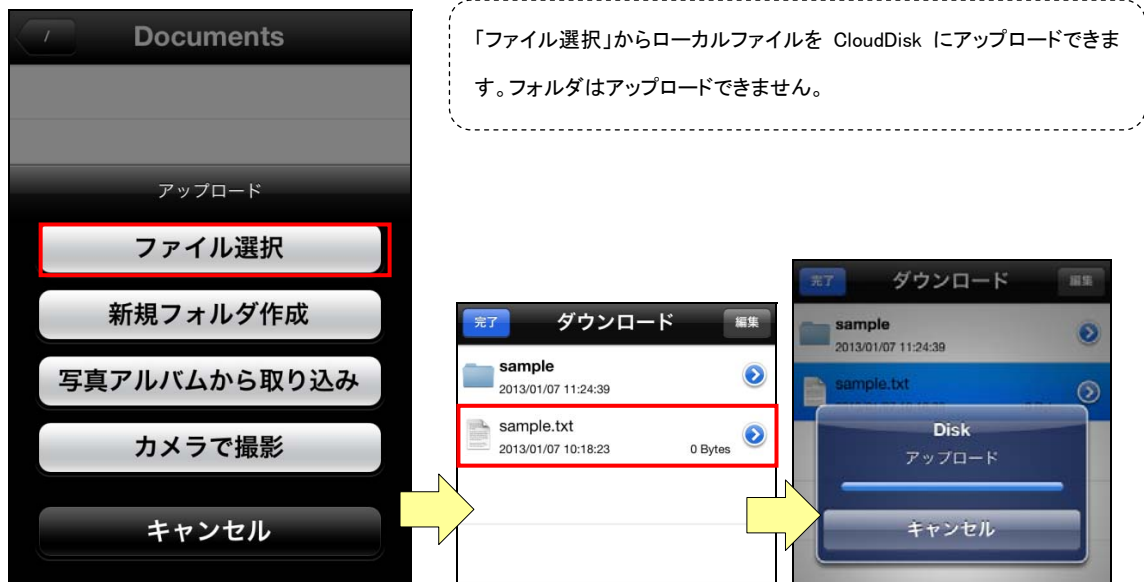 /
Documents
アップロード
ファイル選択
新規フォルダ作成
写真アルバムから取り込み
カメラで撮影
キャンセル
「ファイル選択」からローカルファイルを CloudDisk にアップロードできま
す。フォルダはアップロードできません。
完了 ダウンロード 編集
sample
2013/01/07 11:24:39
sample.txt
2013/01/07 10:18:23 0 Bytes
完了 ダウンロード 編集
sample
2013/01/07 11:24:39
sample.txt
Disk
アップロード
キャンセル